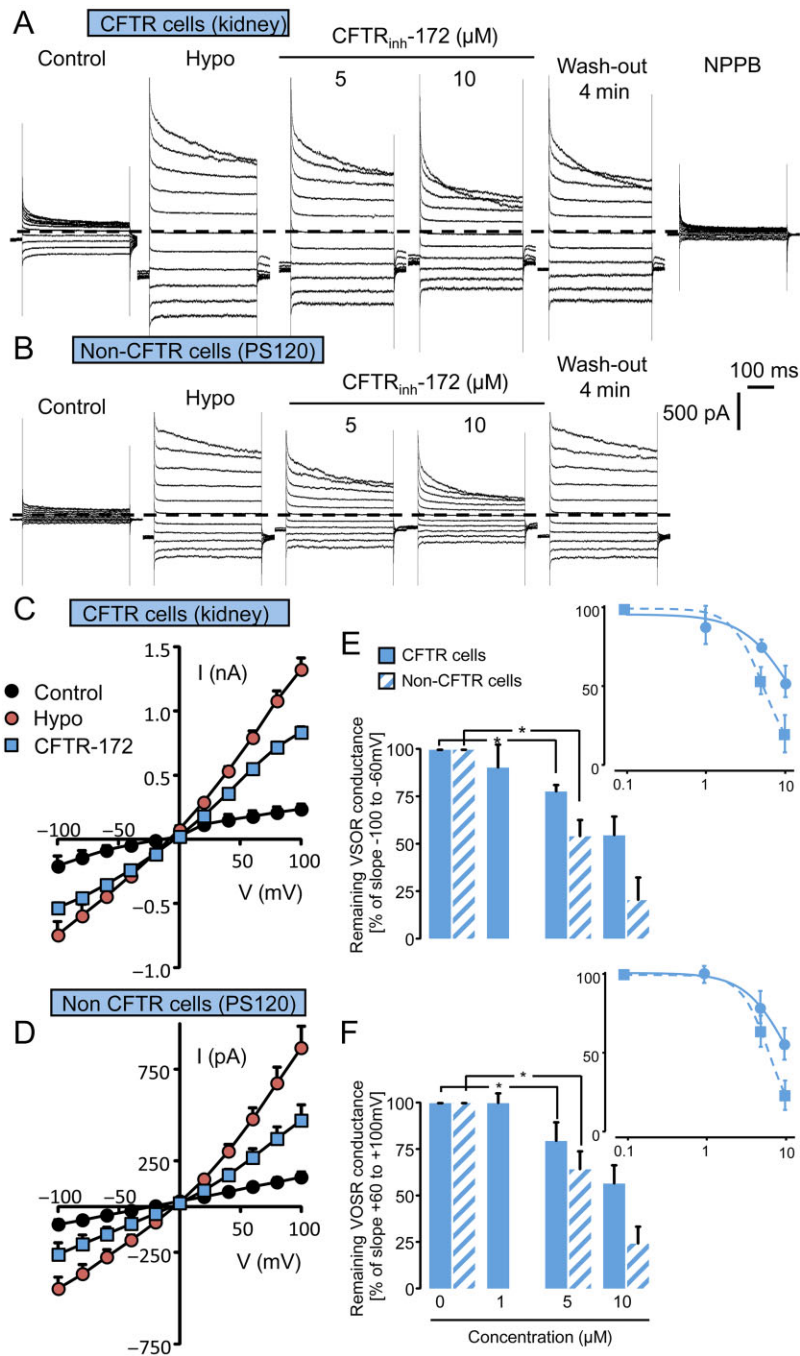 A
CFTR cells (kidney)
Control
Hypo
CFTRinh-172 (µM)
5
10
Wash-out
4 min
NPPB
B
Non-CFTR cells (PS120)
Control
Hypo
CFTRinh-172 (µM)
5
10
Wash-out
4 min
100 ms
500 pA
C
CFTR cells (kidney)
Control
Hypo
CFTR-172
I (nA)
1.5
1.0
0.5
−100
−50
50
100
V (mV)
−0.5
−1.0
D
Non CFTR cells (PS120)
I (pA)
750
250
−100
−50
50
100
V (mV)
−250
−750
E
CFTR cells
Non-CFTR cells
Remaining VSOR conductance
[% of slope -100 to -60mV]
100
75
50
25
0
*
*
100
50
0
0.1
1
10
F
Remaining VOSR conductance
[% of slope +60 to +100mV]
100
75
50
25
0
*
*
0
1
5
10
Concentration (µM)
100
50
0
0.1
1
10